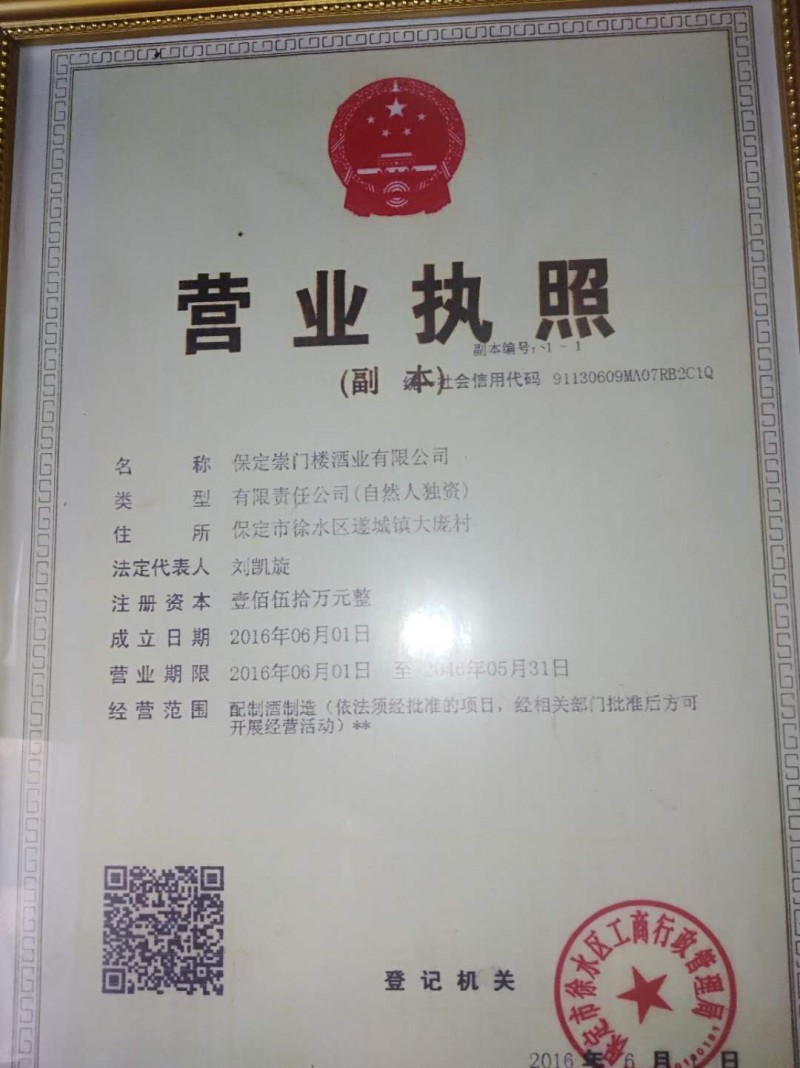 营业执照
副本编号：1－1
(副 本)
统一社会信用代码 91130609MA07RB2C1Q
名 称 保定崇门楼酒业有限公司
类 型 有限责任公司(自然人独资)
住 所 保定市徐水区遂城镇大庞村
法定代表人 刘凯旋
注册资本 壹佰伍拾万元整
成立日期 2016年06月01日
营业期限 2016年06月01日 至 2046年05月31日
经营范围 配制酒制造（依法须经批准的项目，经相关部门批准后方可
开展经营活动）**
保定市徐水区工商行政管理局
登记机关
2016 年 6 月 日